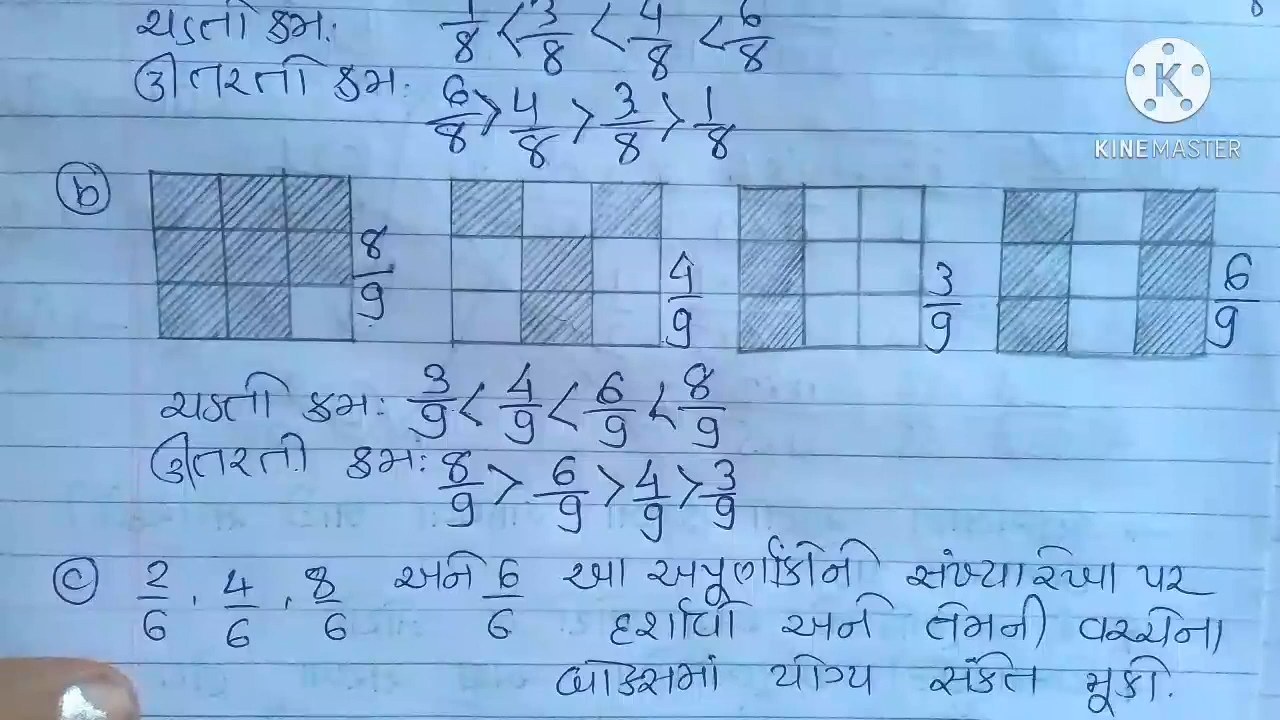 ચડતો ક્રમ: 1/8 < 3/8 < 4/8 < 6/8
ઊતરતો ક્રમ: 6/8 > 4/8 > 3/8 > 1/8
K
KINEMASTER
(b) 8/9 4/9 3/9 6/9
ચડતો ક્રમ: 3/9 < 4/9 < 6/9 < 8/9
ઊતરતો ક્રમ: 8/9 > 6/9 > 4/9 > 3/9
(c) 2/6, 4/6, 8/6 અને 6/6 આ અપૂર્ણાંકોને સંખ્યારેખા પર
દર્શાવો અને તેમની વચ્ચેના
બોક્સમાં યોગ્ય સંકેત મૂકો.